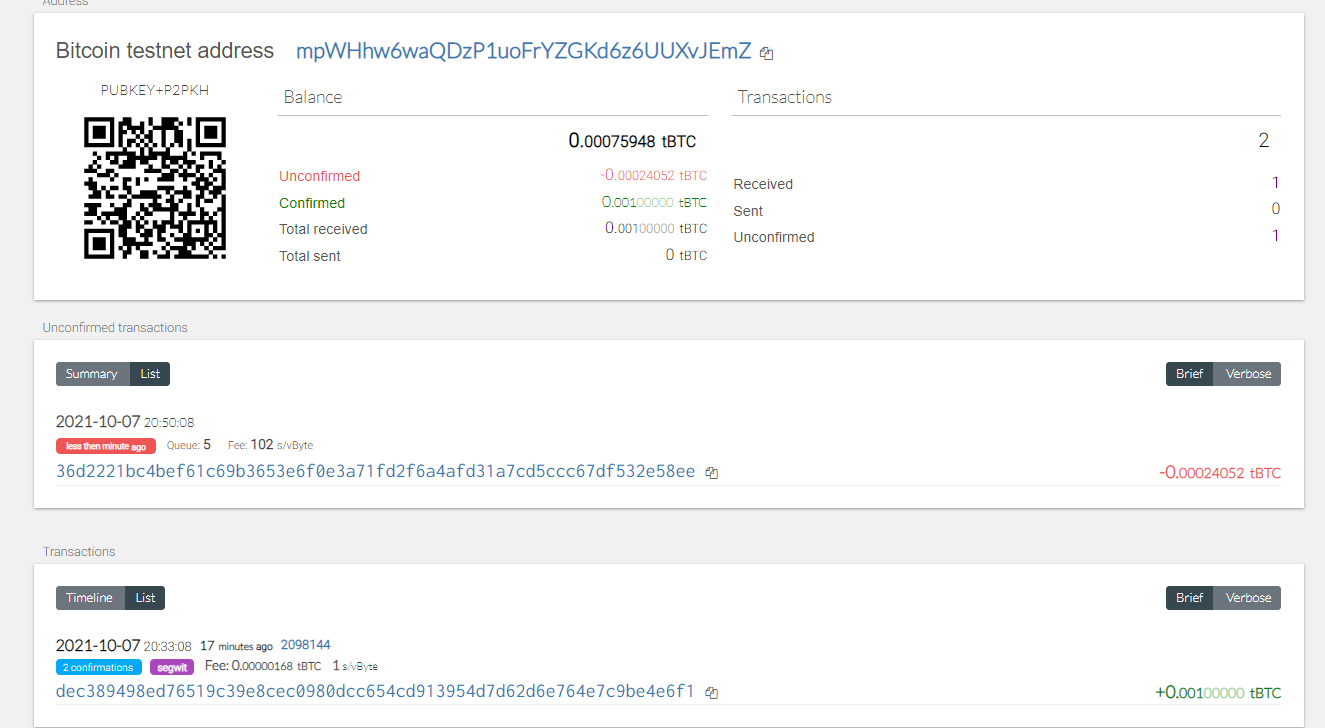 Address
Bitcoin testnet address mpWHhw6waQDzP1uoFrYZGKd6z6UUXvJEmZ
PUBKEY+P2PKH
Balance
0.00075948 tBTC
Unconfirmed -0.00024052 tBTC
Confirmed 0.00100000 tBTC
Total received 0.00100000 tBTC
Total sent 0 tBTC
Transactions
2
Received 1
Sent 0
Unconfirmed 1
Unconfirmed transactions
Summary List Brief Verbose
2021-10-07 20:50:08
less then minute ago Queue: 5 Fee: 102 s/vByte
36d2221bc4bef61c69b3653e6f0e3a71fd2f6a4afd31a7cd5ccc67df532e58ee -0.00024052 tBTC
Transactions
Timeline List Brief Verbose
2021-10-07 20:33:08 17 minutes ago 2098144
2 confirmations segwit Fee: 0.00000168 tBTC 1 s/vByte
dec389498ed76519c39e8cec0980dcc654cd913954d7d62d6e764e7c9be4e6f1 +0.00100000 tBTC